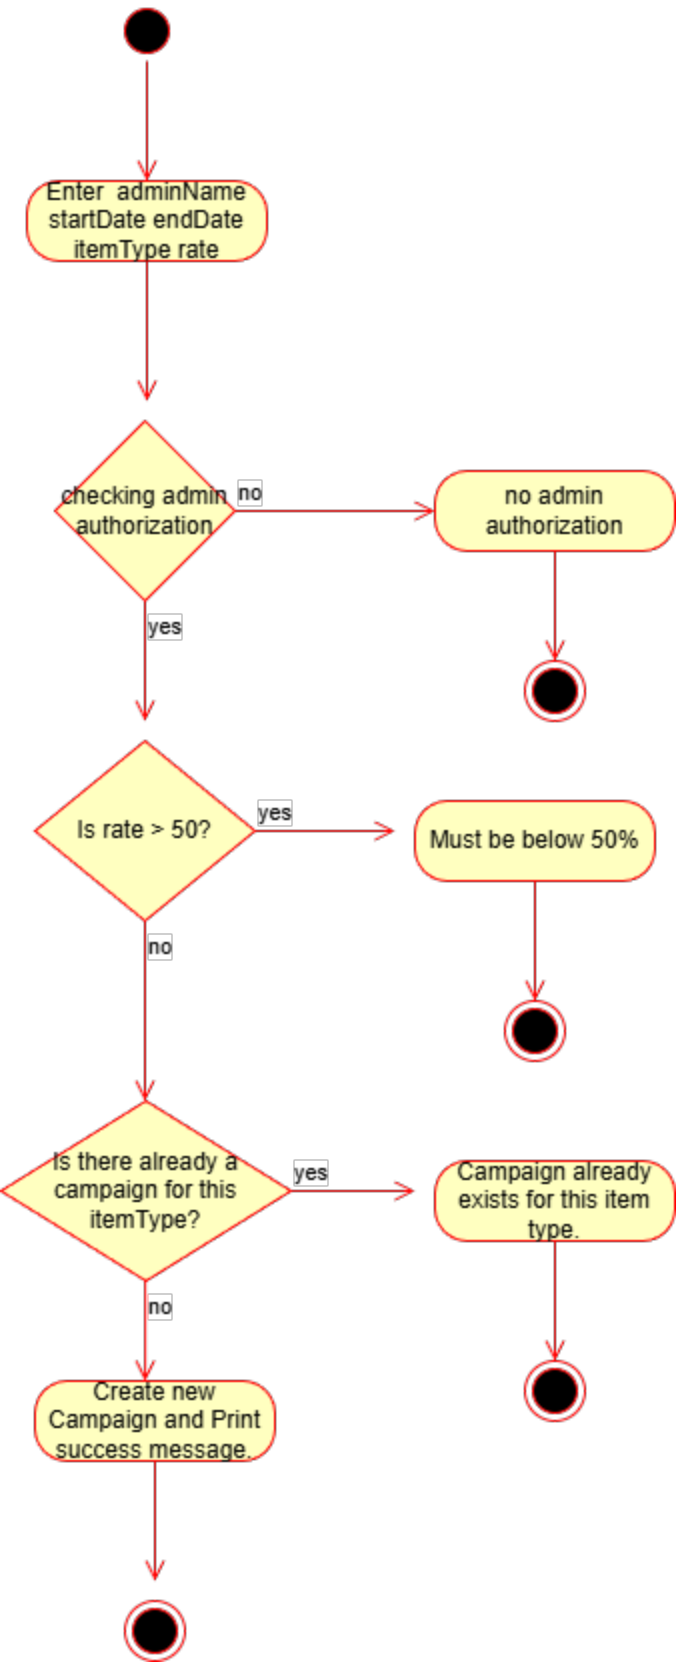 Enter  adminName
startDate endDate
itemType rate
checking admin
authorization
no
no admin
authorization
yes
Is rate > 50?
yes
Must be below 50%
no
Is there already a
campaign for this
itemType?
yes
Campaign already
exists for this item
type.
no
Create new
Campaign and Print
success message.